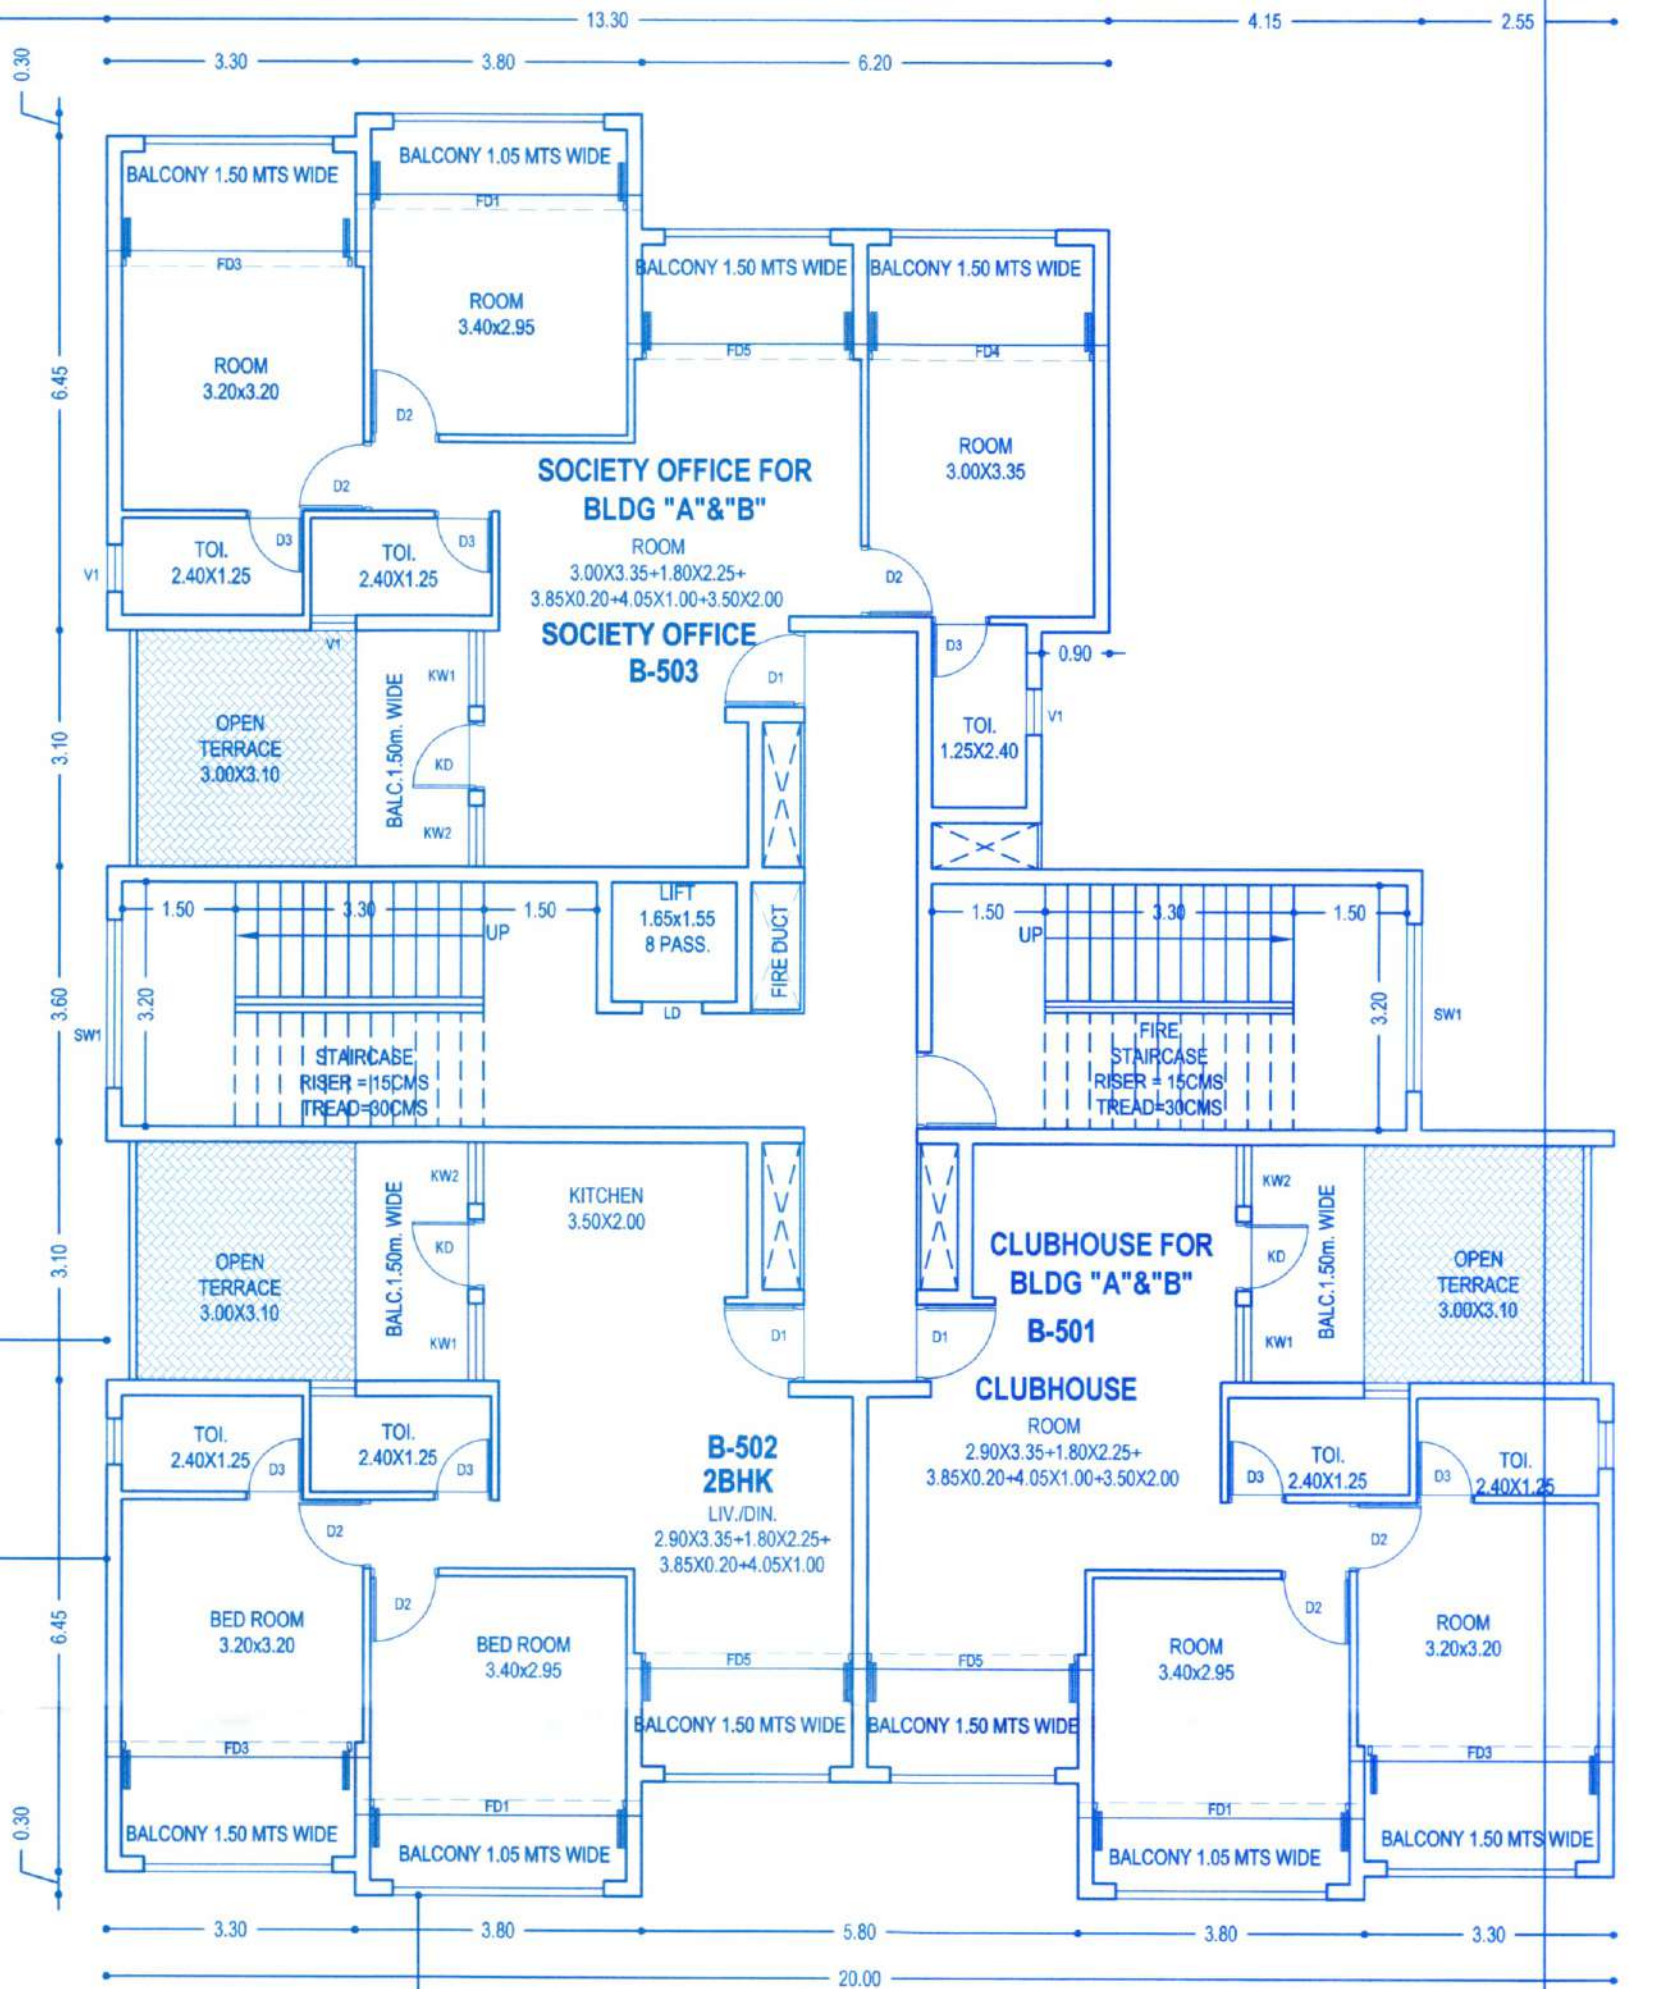 13.30
4.15
2.55
3.30
3.80
6.20
0.30
BALCONY 1.50 MTS WIDE
BALCONY 1.05 MTS WIDE
FD1
FD3
BALCONY 1.50 MTS WIDE
BALCONY 1.50 MTS WIDE
FD5
FD4
ROOM
3.40x2.95
ROOM
3.20x3.20
6.45
D2
D2
ROOM
3.00X3.35
SOCIETY OFFICE FOR
BLDG "A"&"B"
ROOM
3.00X3.35+1.80X2.25+
3.85X0.20+4.05X1.00+3.50X2.00
SOCIETY OFFICE
B-503
TOI.
2.40X1.25
D3
TOI.
2.40X1.25
D3
V1
V1
D2
D1
D3
0.90
V1
TOI.
1.25X2.40
OPEN
TERRACE
3.00X3.10
BALC.1.50m. WIDE
KW1
KD
KW2
3.10
1.50
3.30
1.50
UP
LIFT
1.65x1.55
8 PASS.
LD
FIRE DUCT
1.50
3.30
1.50
UP
3.60
3.20
SW1
STAIRCASE
RISER = 15CMS
TREAD=30CMS
FIRE
STAIRCASE
RISER = 15CMS
TREAD=30CMS
3.20
SW1
3.10
OPEN
TERRACE
3.00X3.10
BALC.1.50m. WIDE
KW2
KD
KW1
KITCHEN
3.50X2.00
D1
D1
CLUBHOUSE FOR
BLDG "A"&"B"
B-501
CLUBHOUSE
ROOM
2.90X3.35+1.80X2.25+
3.85X0.20+4.05X1.00+3.50X2.00
KW2
KD
KW1
BALC.1.50m. WIDE
OPEN
TERRACE
3.00X3.10
TOI.
2.40X1.25
D3
TOI.
2.40X1.25
D3
B-502
2BHK
LIV./DIN.
2.90X3.35+1.80X2.25+
3.85X0.20+4.05X1.00
D3
TOI.
2.40X1.25
D3
TOI.
2.40X1.25
D2
D2
D2
D2
6.45
BED ROOM
3.20x3.20
BED ROOM
3.40x2.95
ROOM
3.40x2.95
ROOM
3.20x3.20
FD5
FD5
BALCONY 1.50 MTS WIDE
BALCONY 1.50 MTS WIDE
FD3
FD3
FD1
FD1
BALCONY 1.50 MTS WIDE
BALCONY 1.05 MTS WIDE
BALCONY 1.05 MTS WIDE
BALCONY 1.50 MTS WIDE
0.30
3.30
3.80
5.80
3.80
3.30
20.00